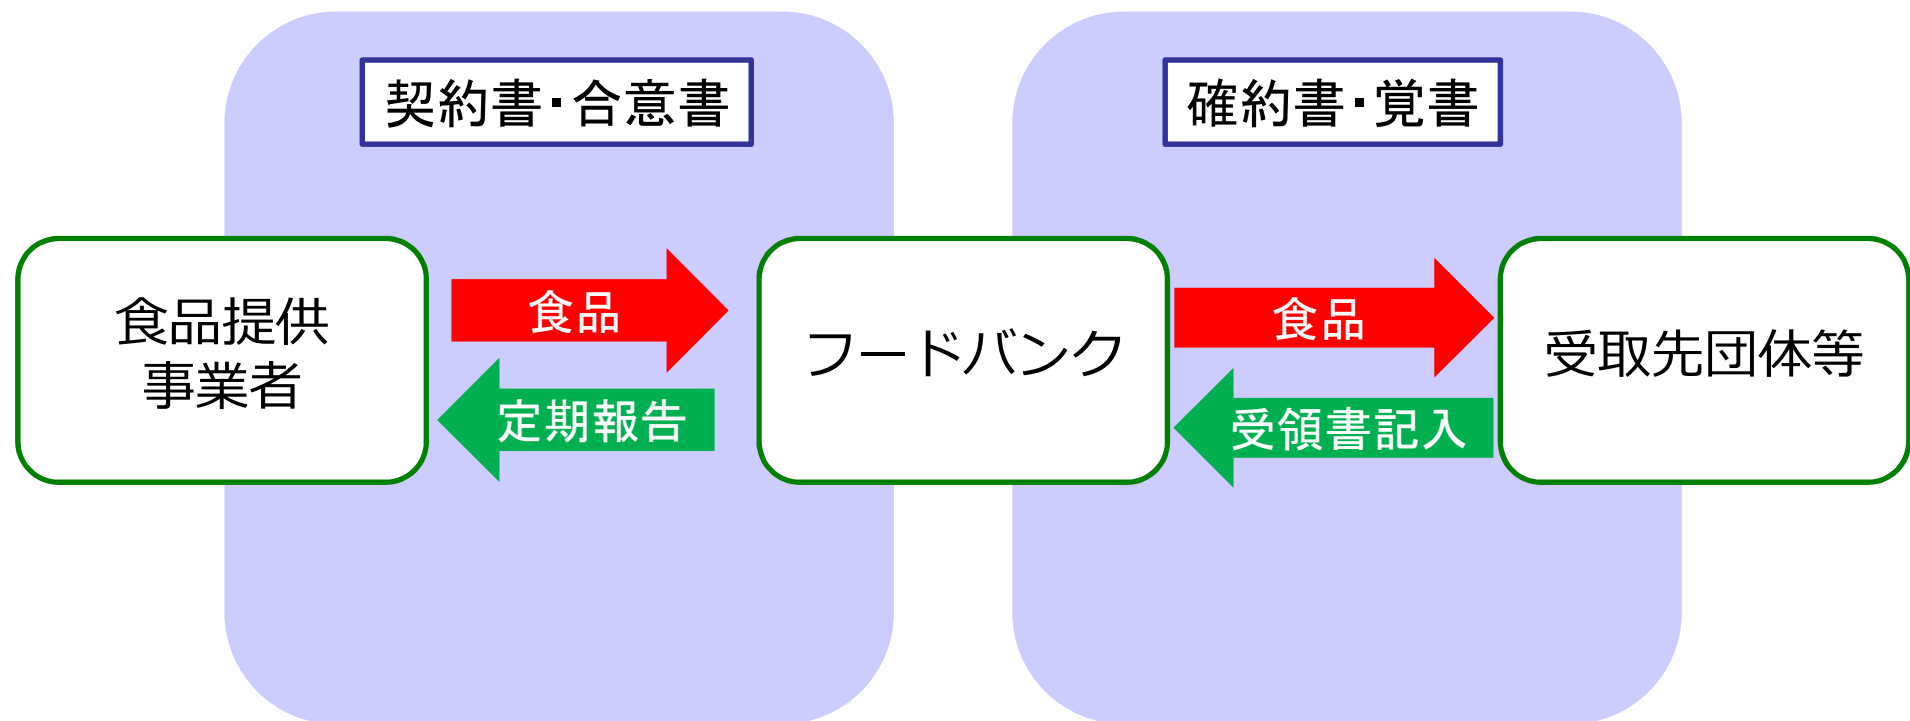 契約書・合意書
確約書・覚書
食品提供
事業者
食品
定期報告
フードバンク
食品
受領書記入
受取先団体等